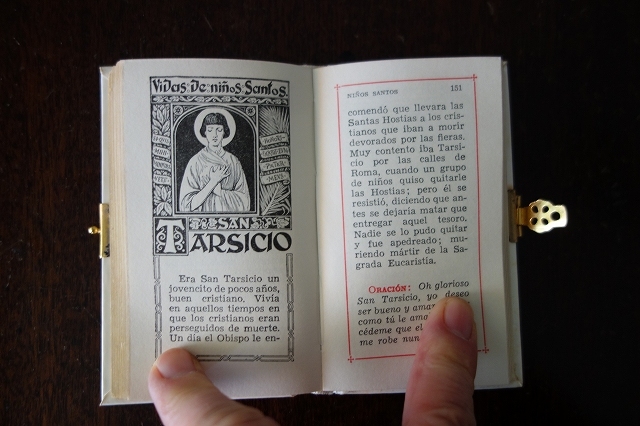 Vidas de niños Santos.
SAN
TARSICIO
Era San Tarsicio un
jovencito de pocos años,
buen cristiano. Vivía
en aquellos tiempos en
que los cristianos eran
perseguidos de muerte.
Un día el Obispo le en-
NIÑOS SANTOS 151
comendó que llevara las
Santas Hostias a los cris-
tianos que iban a morir
devorados por las fieras.
Muy contento iba Tarsi-
cio por las calles de
Roma, cuando un grupo
de niños quiso quitarle
las Hostias; pero él se
resistió, diciendo que an-
tes se dejaría matar que
entregar aquel tesoro.
Nadie se lo pudo quitar
y fue apedreado; mu-
riendo mártir de la Sa-
grada Eucaristía.
ORACIÓN: Oh glorioso
San Tarsicio, yo deseo
ser bueno y amar
como tú le ama
cédeme que el
me robe nun